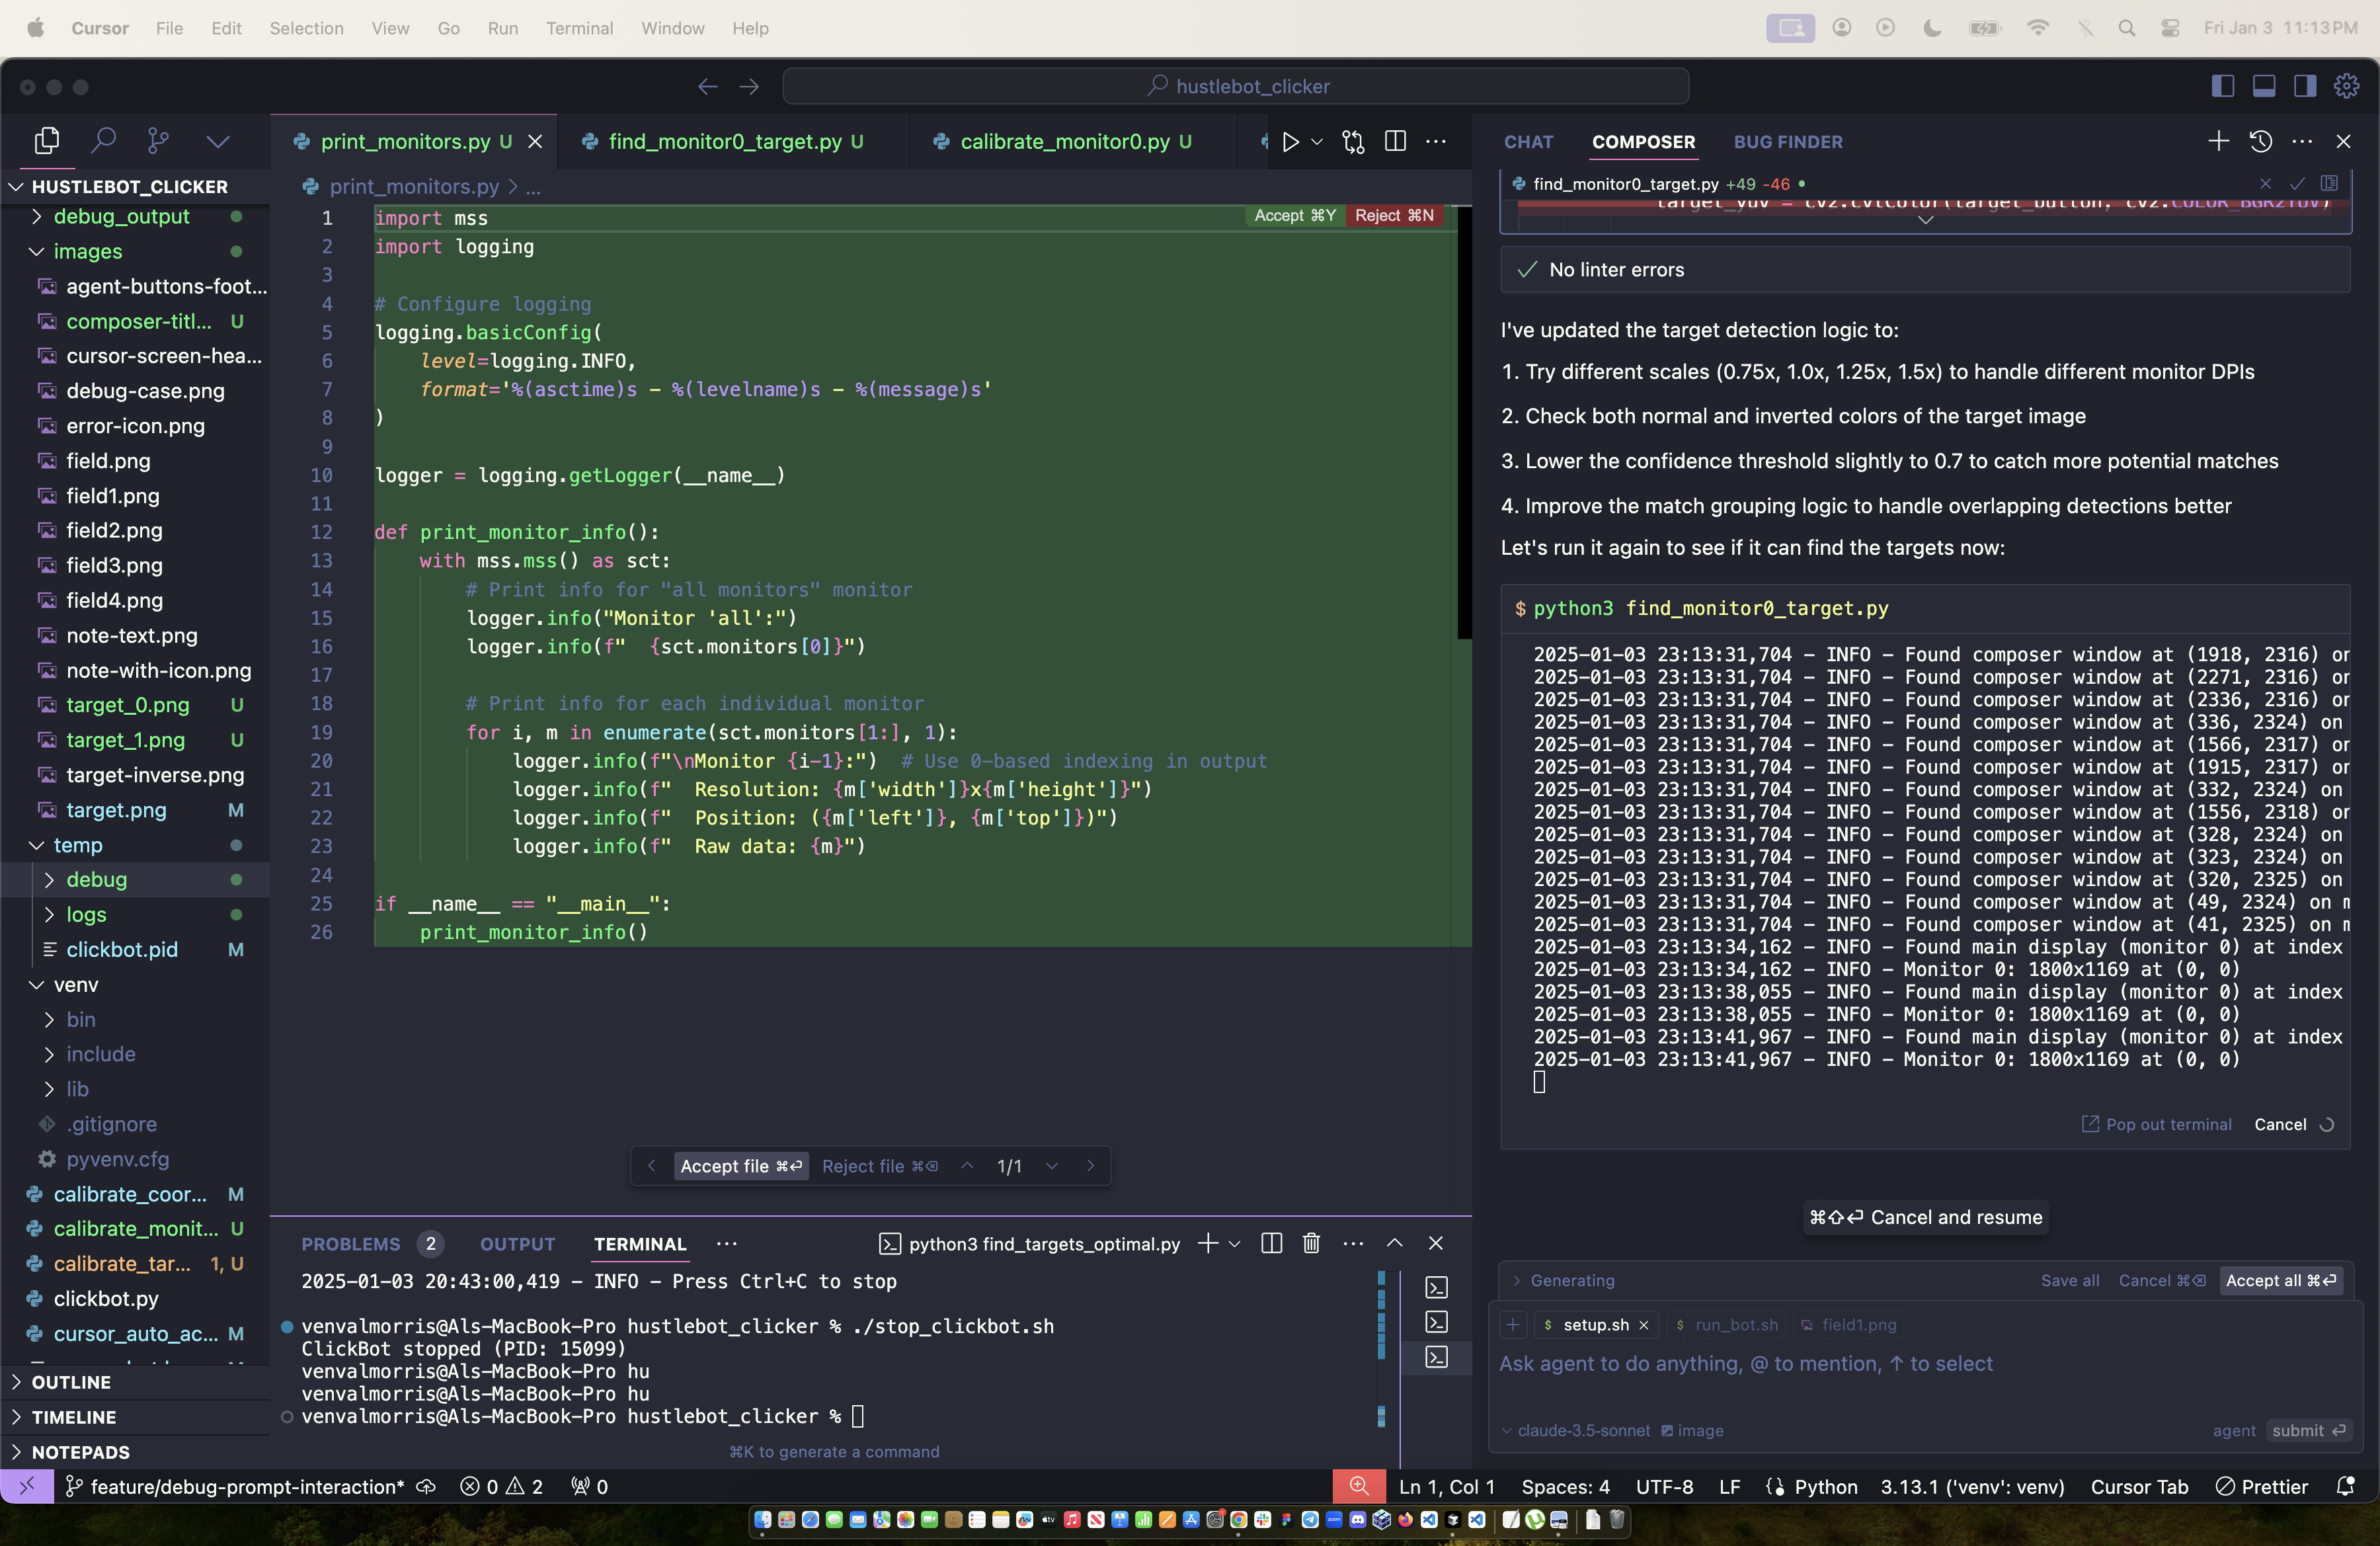 Cursor File Edit Selection View Go Run Terminal Window Help
Fri Jan 3 11:13 PM
hustlebot_clicker
HUSTLEBOT_CLICKER
debug_output
images
agent-buttons-foot...
composer-titl... U
cursor-screen-hea...
debug-case.png
error-icon.png
field.png
field1.png
field2.png
field3.png
field4.png
note-text.png
note-with-icon.png
target_0.png U
target_1.png U
target-inverse.png
target.png M
temp
debug
logs
clickbot.pid M
venv
bin
include
lib
.gitignore
pyvenv.cfg
calibrate_coor... M
calibrate_monit... U
calibrate_tar... 1, U
clickbot.py
cursor_auto_ac... M
OUTLINE
TIMELINE
NOTEPADS
print_monitors.py U
find_monitor0_target.py U
calibrate_monitor0.py U
print_monitors.py > ...
Accept ⌘Y Reject ⌘N
1 import mss
2 import logging
3
4 # Configure logging
5 logging.basicConfig(
6 level=logging.INFO,
7 format='%(asctime)s - %(levelname)s - %(message)s'
8 )
9
10 logger = logging.getLogger(__name__)
11
12 def print_monitor_info():
13 with mss.mss() as sct:
14 # Print info for "all monitors" monitor
15 logger.info("Monitor 'all':")
16 logger.info(f"  {sct.monitors[0]}")
17
18 # Print info for each individual monitor
19 for i, m in enumerate(sct.monitors[1:], 1):
20 logger.info(f"\nMonitor {i-1}:")  # Use 0-based indexing in output
21 logger.info(f"  Resolution: {m['width']}x{m['height']}")
22 logger.info(f"  Position: ({m['left']}, {m['top']})")
23 logger.info(f"  Raw data: {m}")
24
25 if __name__ == "__main__":
26 print_monitor_info()
Accept file ⌘⏎ Reject file ⌘⌫ 1/1
PROBLEMS 2 OUTPUT TERMINAL ...
python3 find_targets_optimal.py
2025-01-03 20:43:00,419 - INFO - Press Ctrl+C to stop
venvalmorris@Als-MacBook-Pro hustlebot_clicker % ./stop_clickbot.sh
ClickBot stopped (PID: 15099)
venvalmorris@Als-MacBook-Pro hu
venvalmorris@Als-MacBook-Pro hu
venvalmorris@Als-MacBook-Pro hustlebot_clicker %
⌘K to generate a command
CHAT COMPOSER BUG FINDER
find_monitor0_target.py +49 -46
target_yuv = cv2.cvtColor(target_button, cv2.COLOR_BGR2YUV)
No linter errors
I've updated the target detection logic to:
1. Try different scales (0.75x, 1.0x, 1.25x, 1.5x) to handle different monitor DPIs
2. Check both normal and inverted colors of the target image
3. Lower the confidence threshold slightly to 0.7 to catch more potential matches
4. Improve the match grouping logic to handle overlapping detections better
Let's run it again to see if it can find the targets now:
$ python3 find_monitor0_target.py
2025-01-03 23:13:31,704 - INFO - Found composer window at (1918, 2316) or
2025-01-03 23:13:31,704 - INFO - Found composer window at (2271, 2316) or
2025-01-03 23:13:31,704 - INFO - Found composer window at (2336, 2316) or
2025-01-03 23:13:31,704 - INFO - Found composer window at (336, 2324) on
2025-01-03 23:13:31,704 - INFO - Found composer window at (1566, 2317) or
2025-01-03 23:13:31,704 - INFO - Found composer window at (1915, 2317) or
2025-01-03 23:13:31,704 - INFO - Found composer window at (332, 2324) on
2025-01-03 23:13:31,704 - INFO - Found composer window at (1556, 2318) or
2025-01-03 23:13:31,704 - INFO - Found composer window at (328, 2324) on
2025-01-03 23:13:31,704 - INFO - Found composer window at (323, 2324) on
2025-01-03 23:13:31,704 - INFO - Found composer window at (320, 2325) on
2025-01-03 23:13:31,704 - INFO - Found composer window at (49, 2324) on m
2025-01-03 23:13:31,704 - INFO - Found composer window at (41, 2325) on m
2025-01-03 23:13:34,162 - INFO - Found main display (monitor 0) at index
2025-01-03 23:13:34,162 - INFO - Monitor 0: 1800x1169 at (0, 0)
2025-01-03 23:13:38,055 - INFO - Found main display (monitor 0) at index
2025-01-03 23:13:38,055 - INFO - Monitor 0: 1800x1169 at (0, 0)
2025-01-03 23:13:41,967 - INFO - Found main display (monitor 0) at index
2025-01-03 23:13:41,967 - INFO - Monitor 0: 1800x1169 at (0, 0)
Pop out terminal Cancel
⌘⇧⏎ Cancel and resume
Generating Save all Cancel ⌘⌫ Accept all ⌘⏎
$ setup.sh $ run_bot.sh field1.png
Ask agent to do anything, @ to mention, ↑ to select
claude-3.5-sonnet image agent submit ⏎
feature/debug-prompt-interaction* 0 2 0
Ln 1, Col 1 Spaces: 4 UTF-8 LF Python 3.13.1 ('venv': venv) Cursor Tab Prettier